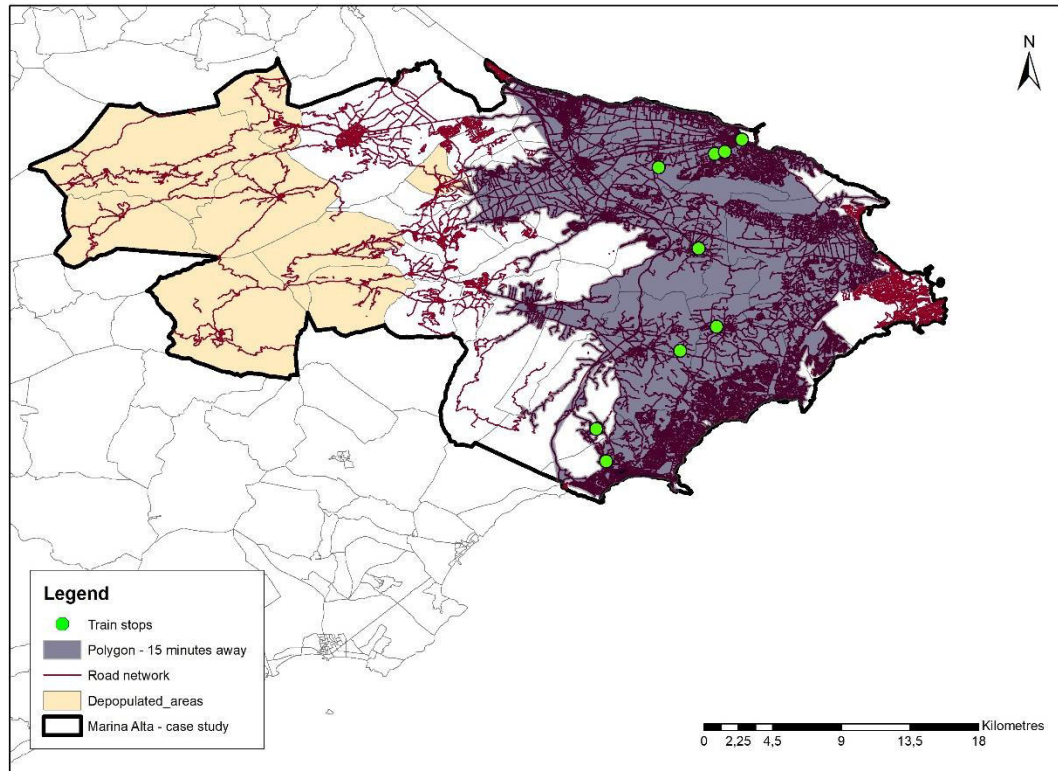 N
Legend
Train stops
Polygon - 15 minutes away
Road network
Depopulated_areas
Marina Alta - case study
Kilometres
0 2,25 4,5 9 13,5 18